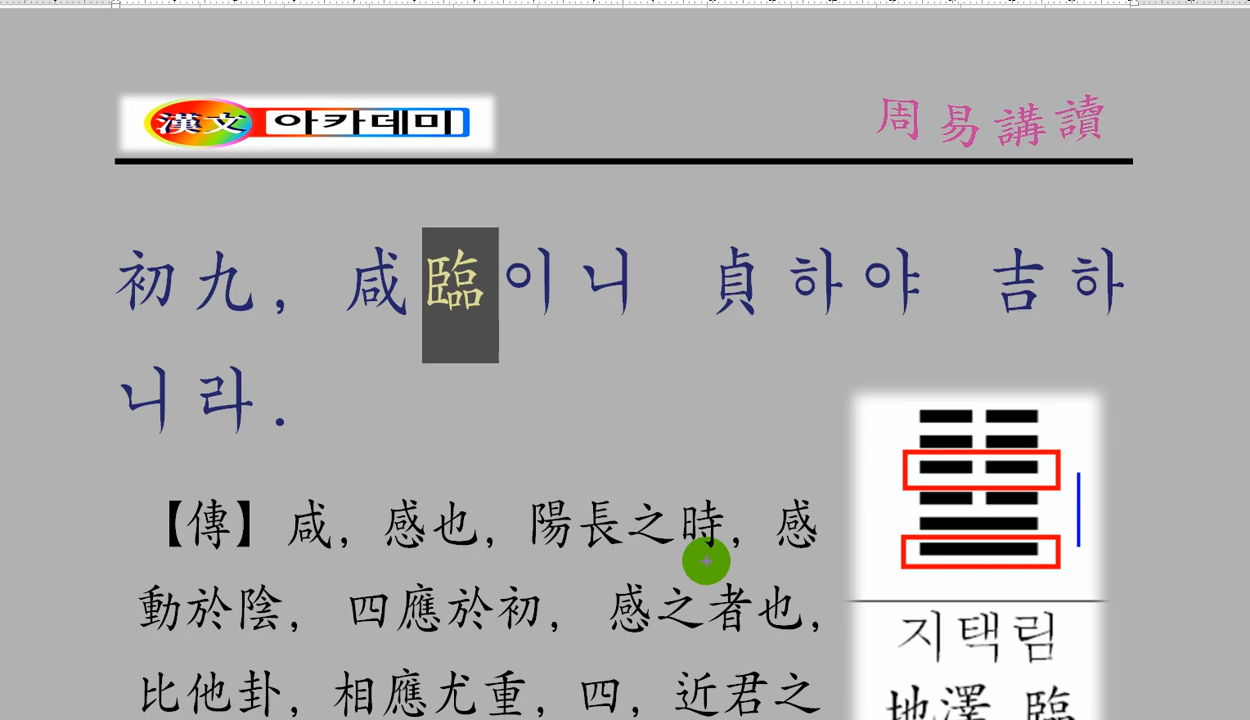 漢文 아카데미
周易講讀
初九, 咸臨이니 貞하야 吉하
니라.
【傳】咸, 感也, 陽長之時, 感
動於陰, 四應於初, 感之者也,
比他卦, 相應尤重, 四, 近君之
지택림
地澤 臨